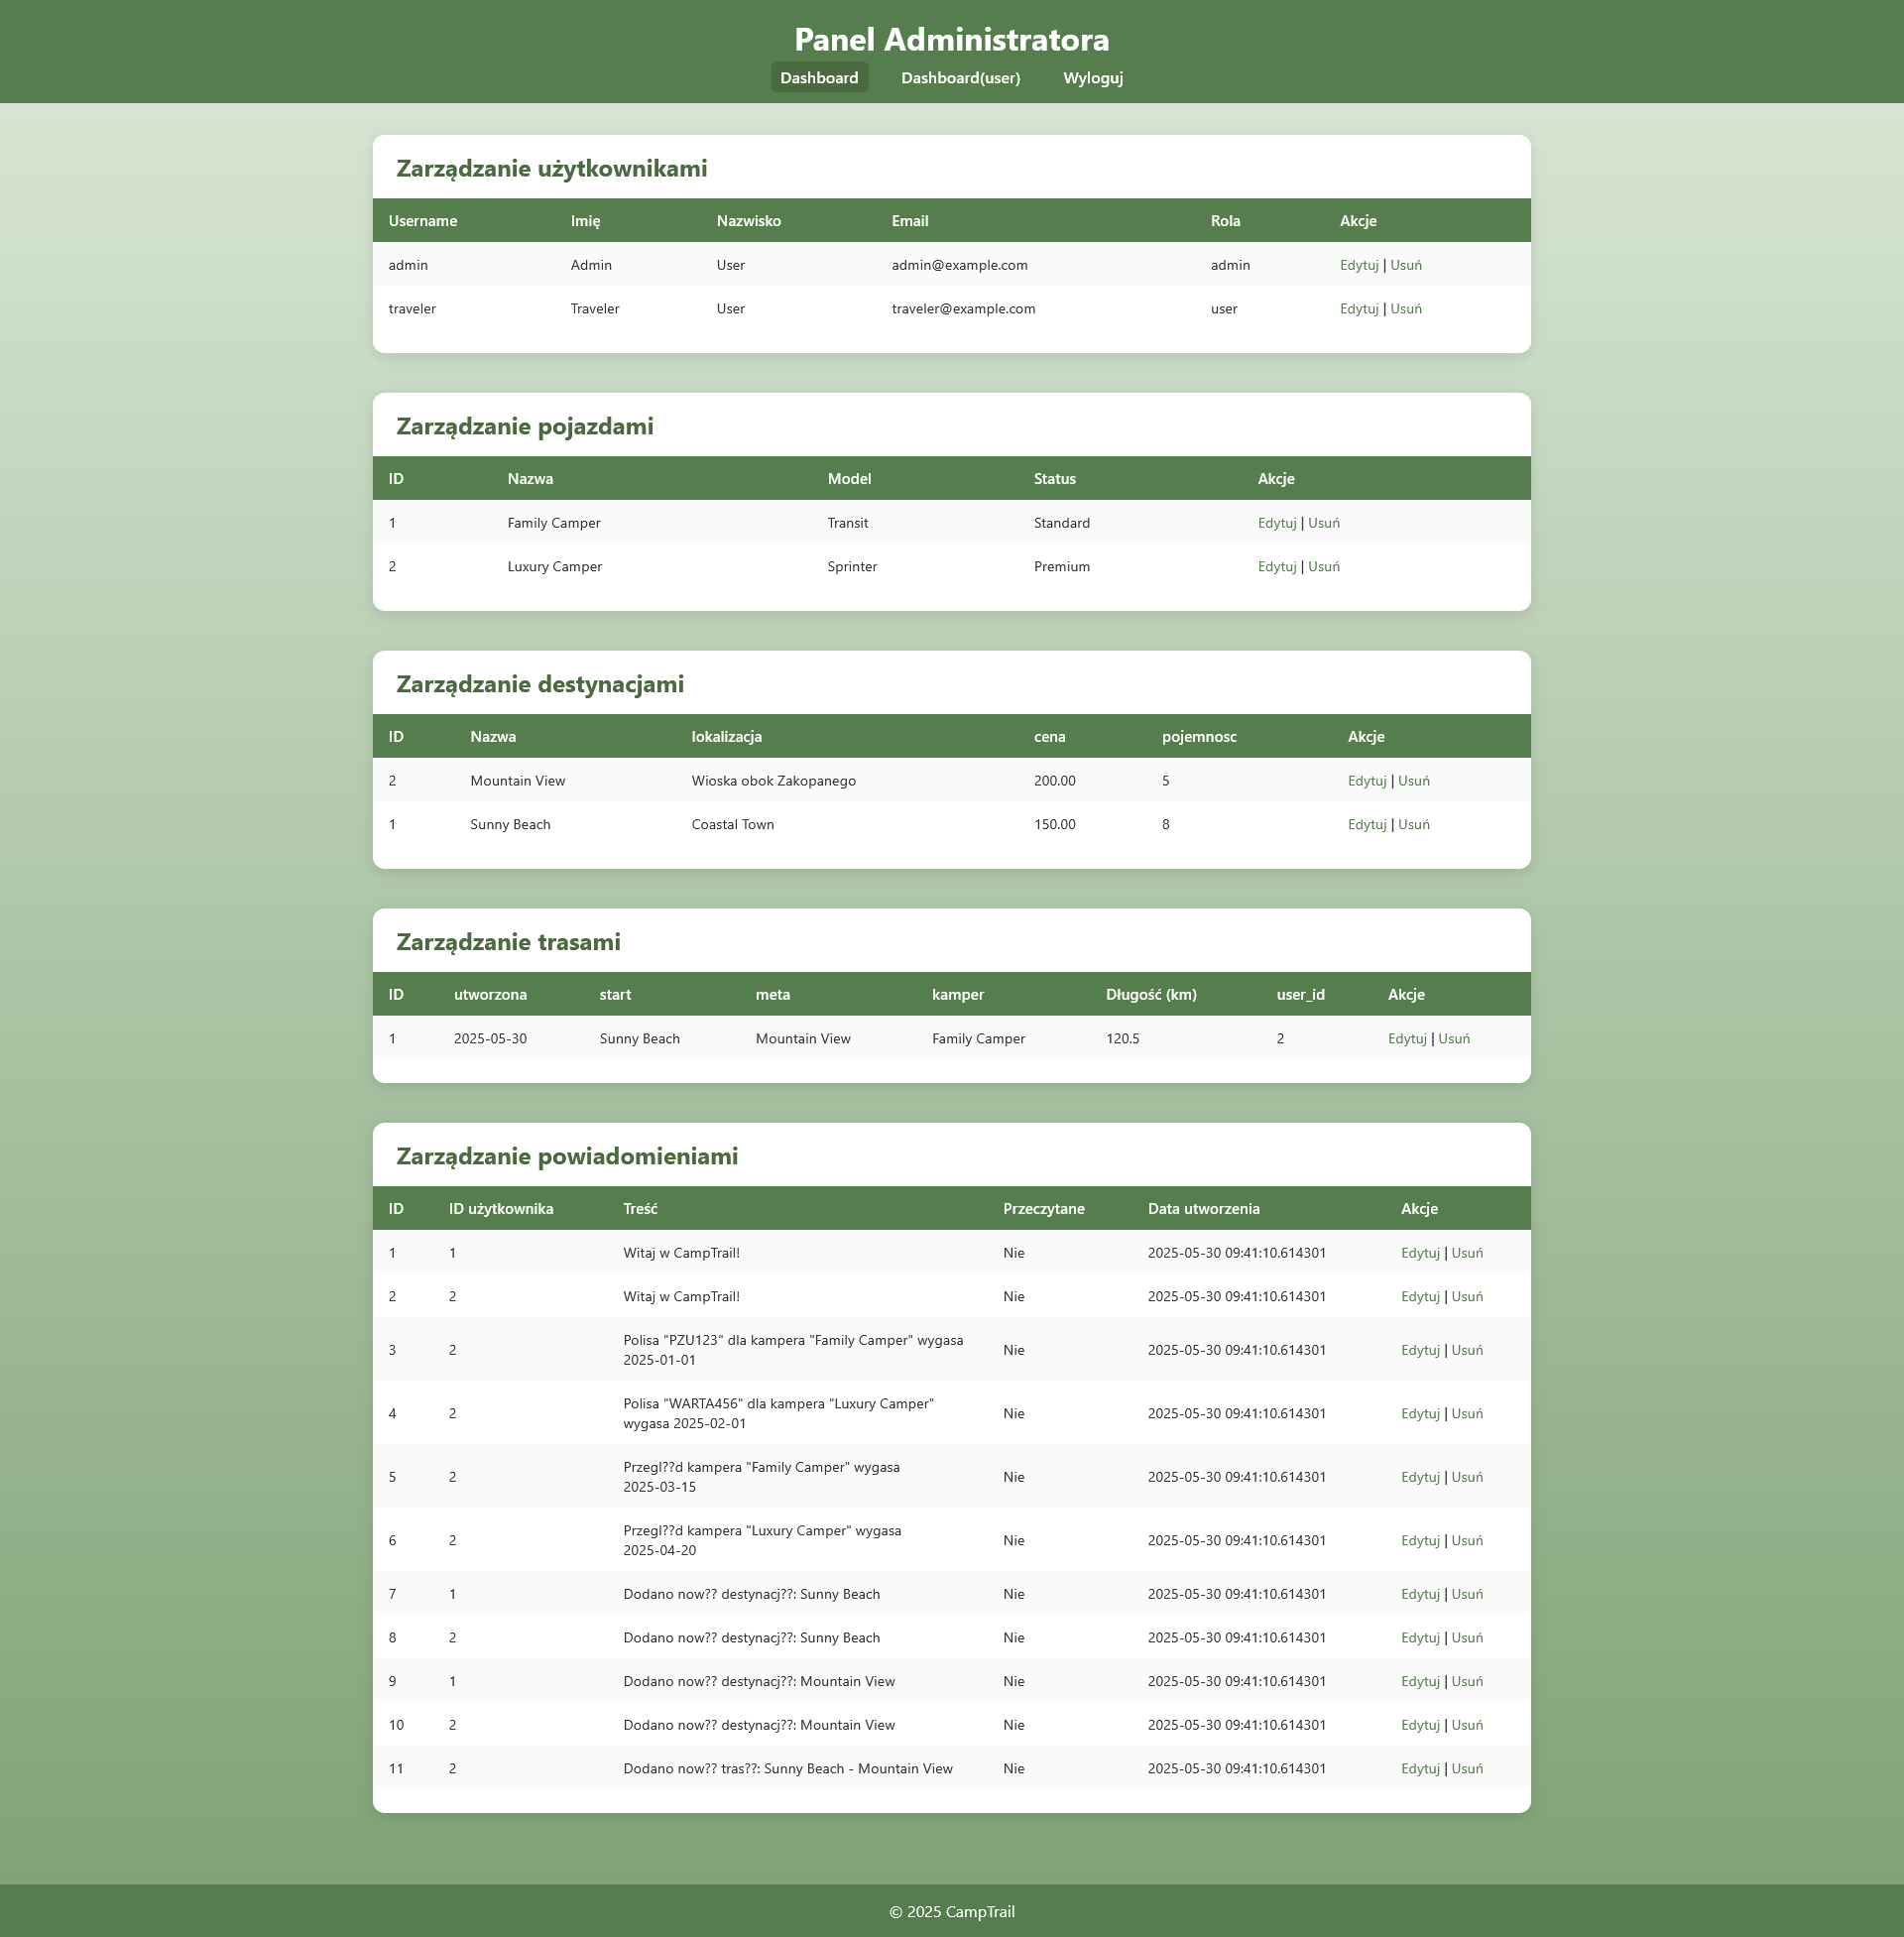 Panel Administratora
Dashboard Dashboard(user) Wyloguj
Zarządzanie użytkownikami
Username Imię Nazwisko Email Rola Akcje
admin Admin User admin@example.com admin Edytuj | Usuń
traveler Traveler User traveler@example.com user Edytuj | Usuń
Zarządzanie pojazdami
ID Nazwa Model Status Akcje
1 Family Camper Transit Standard Edytuj | Usuń
2 Luxury Camper Sprinter Premium Edytuj | Usuń
Zarządzanie destynacjami
ID Nazwa lokalizacja cena pojemnosc Akcje
2 Mountain View Wioska obok Zakopanego 200.00 5 Edytuj | Usuń
1 Sunny Beach Coastal Town 150.00 8 Edytuj | Usuń
Zarządzanie trasami
ID utworzona start meta kamper Długość (km) user_id Akcje
1 2025-05-30 Sunny Beach Mountain View Family Camper 120.5 2 Edytuj | Usuń
Zarządzanie powiadomieniami
ID ID użytkownika Treść Przeczytane Data utworzenia Akcje
1 1 Witaj w CampTrail! Nie 2025-05-30 09:41:10.614301 Edytuj | Usuń
2 2 Witaj w CampTrail! Nie 2025-05-30 09:41:10.614301 Edytuj | Usuń
3 2 Polisa "PZU123" dla kampera "Family Camper" wygasa
2025-01-01 Nie 2025-05-30 09:41:10.614301 Edytuj | Usuń
4 2 Polisa "WARTA456" dla kampera "Luxury Camper"
wygasa 2025-02-01 Nie 2025-05-30 09:41:10.614301 Edytuj | Usuń
5 2 Przegl??d kampera "Family Camper" wygasa
2025-03-15 Nie 2025-05-30 09:41:10.614301 Edytuj | Usuń
6 2 Przegl??d kampera "Luxury Camper" wygasa
2025-04-20 Nie 2025-05-30 09:41:10.614301 Edytuj | Usuń
7 1 Dodano now?? destynacj??: Sunny Beach Nie 2025-05-30 09:41:10.614301 Edytuj | Usuń
8 2 Dodano now?? destynacj??: Sunny Beach Nie 2025-05-30 09:41:10.614301 Edytuj | Usuń
9 1 Dodano now?? destynacj??: Mountain View Nie 2025-05-30 09:41:10.614301 Edytuj | Usuń
10 2 Dodano now?? destynacj??: Mountain View Nie 2025-05-30 09:41:10.614301 Edytuj | Usuń
11 2 Dodano now?? tras??: Sunny Beach - Mountain View Nie 2025-05-30 09:41:10.614301 Edytuj | Usuń
© 2025 CampTrail